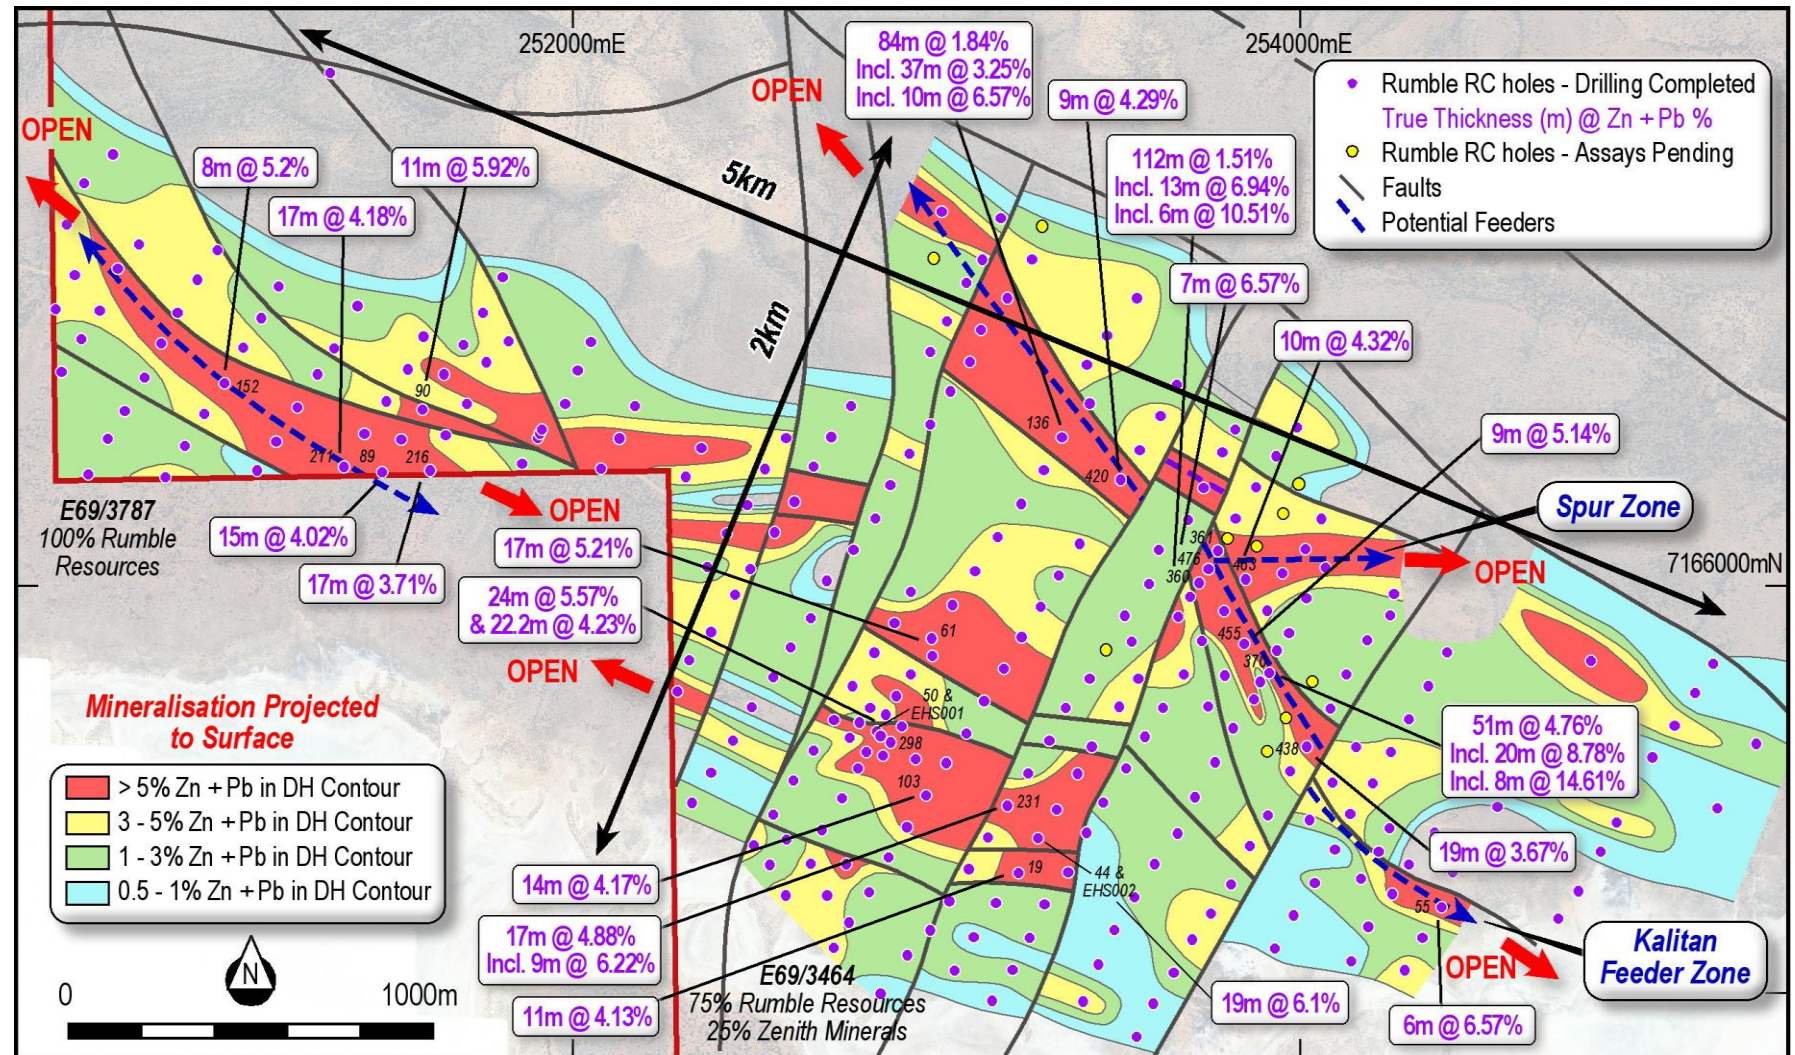 252000mE
254000mE
84m @ 1.84%
Incl. 37m @ 3.25%
Incl. 10m @ 6.57%
OPEN
9m @ 4.29%
Rumble RC holes - Drilling Completed
True Thickness (m) @ Zn + Pb %
Rumble RC holes - Assays Pending
Faults
Potential Feeders
OPEN
8m @ 5.2%
11m @ 5.92%
17m @ 4.18%
5km
112m @ 1.51%
Incl. 13m @ 6.94%
Incl. 6m @ 10.51%
7m @ 6.57%
2km
10m @ 4.32%
152
90
136
211
89
216
420
9m @ 5.14%
Spur Zone
E69/3787
100% Rumble
Resources
OPEN
15m @ 4.02%
17m @ 5.21%
17m @ 3.71%
361
476
360
463
OPEN
7166000mN
24m @ 5.57%
& 22.2m @ 4.23%
61
455
370
OPEN
50 &
EHS001
298
438
103
231
51m @ 4.76%
Incl. 20m @ 8.78%
Incl. 8m @ 14.61%
Mineralisation Projected
to Surface
> 5% Zn + Pb in DH Contour
3 - 5% Zn + Pb in DH Contour
1 - 3% Zn + Pb in DH Contour
0.5 - 1% Zn + Pb in DH Contour
19m @ 3.67%
14m @ 4.17%
19
44 &
EHS002
55
17m @ 4.88%
Incl. 9m @ 6.22%
Kalitan
Feeder Zone
OPEN
N
0
1000m
E69/3464
75% Rumble Resources
25% Zenith Minerals
11m @ 4.13%
19m @ 6.1%
6m @ 6.57%